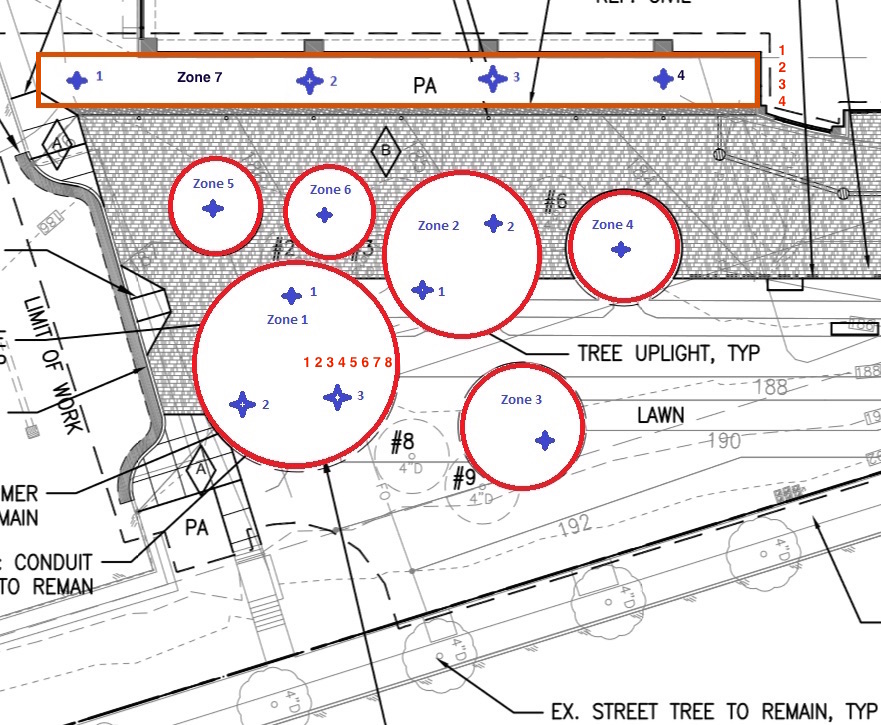 1
Zone 7
2
PA
3
4
1
2
3
4
A
B
Zone 5
Zone 6
Zone 2
2
#6
Zone 4
#2
#3
1
1
Zone 1
1 2 3 4 5 6 7 8
TREE UPLIGHT, TYP
LIMIT OF WORK
188
188
Zone 3
LAWN
2
3
190
#8
4"D
#9
4"D
A
MER
MAIN
PA
192
CONDUIT
TO REMAN
4"D
4"D
4"D
4"D
EX. STREET TREE TO REMAIN, TYP